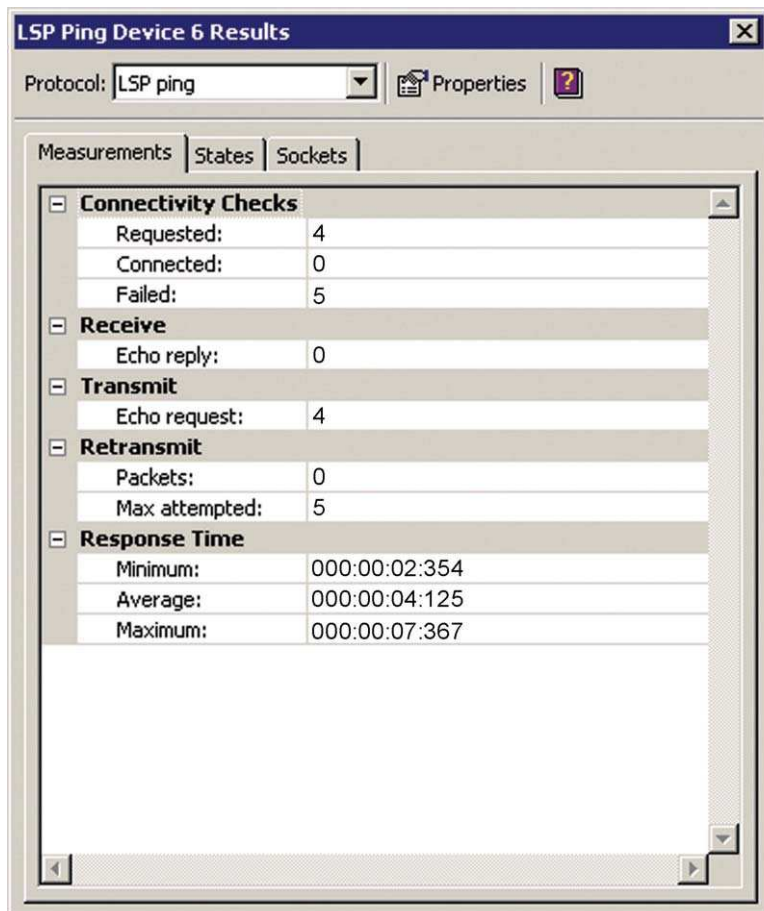 LSP Ping Device 6 Results
Protocol: LSP ping Properties ?
Measurements States Sockets
Connectivity Checks
Requested: 4
Connected: 0
Failed: 5
Receive
Echo reply: 0
Transmit
Echo request: 4
Retransmit
Packets: 0
Max attempted: 5
Response Time
Minimum: 000:00:02:354
Average: 000:00:04:125
Maximum: 000:00:07:367